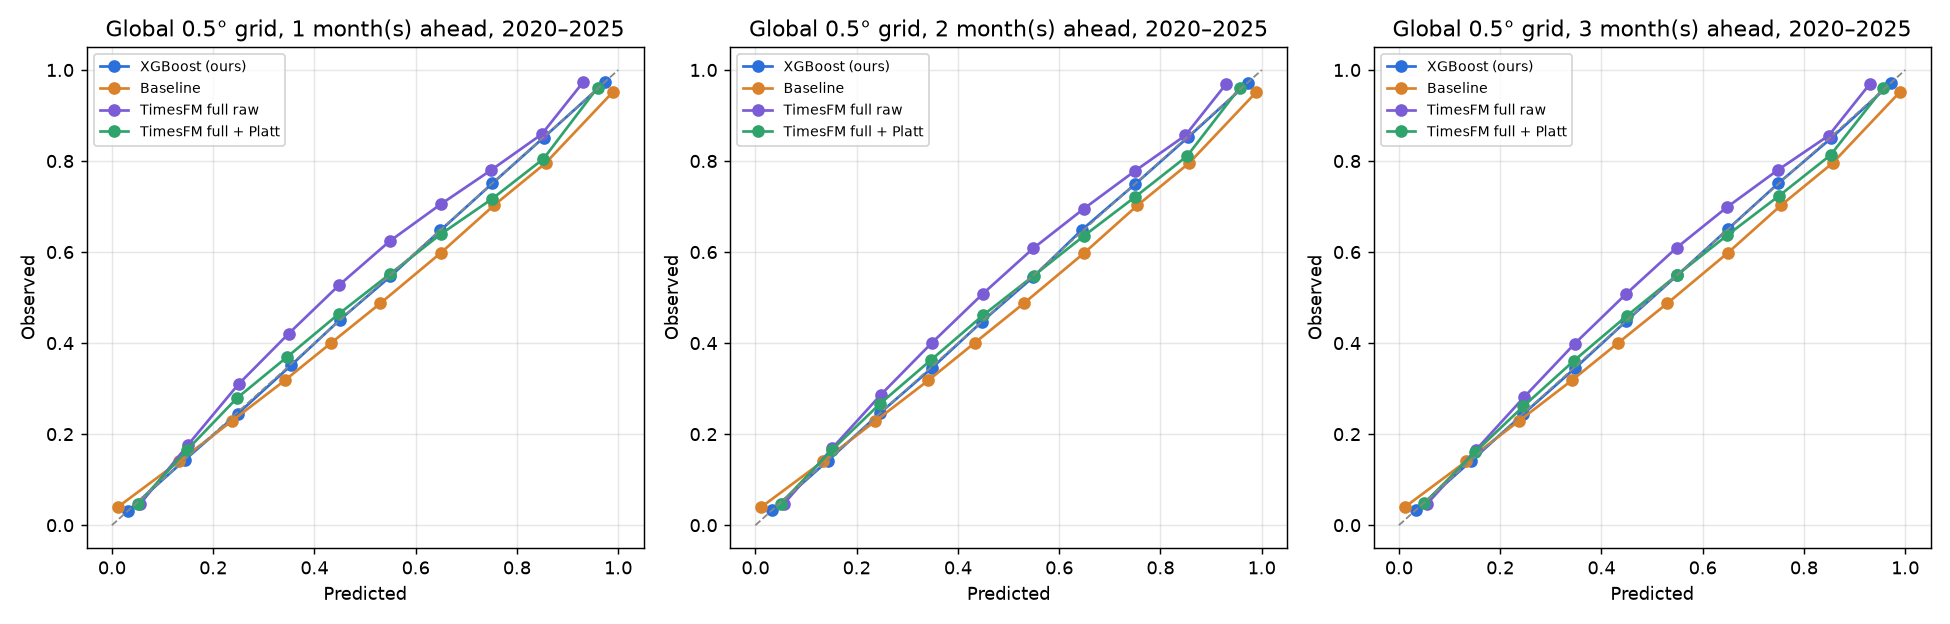 Global 0.5° grid, 1 month(s) ahead, 2020–2025
XGBoost (ours)
Baseline
TimesFM full raw
TimesFM full + Platt
Observed
1.0
0.8
0.6
0.4
0.2
0.0
0.0 0.2 0.4 0.6 0.8 1.0
Predicted
Global 0.5° grid, 2 month(s) ahead, 2020–2025
XGBoost (ours)
Baseline
TimesFM full raw
TimesFM full + Platt
Observed
1.0
0.8
0.6
0.4
0.2
0.0
0.0 0.2 0.4 0.6 0.8 1.0
Predicted
Global 0.5° grid, 3 month(s) ahead, 2020–2025
XGBoost (ours)
Baseline
TimesFM full raw
TimesFM full + Platt
Observed
1.0
0.8
0.6
0.4
0.2
0.0
0.0 0.2 0.4 0.6 0.8 1.0
Predicted